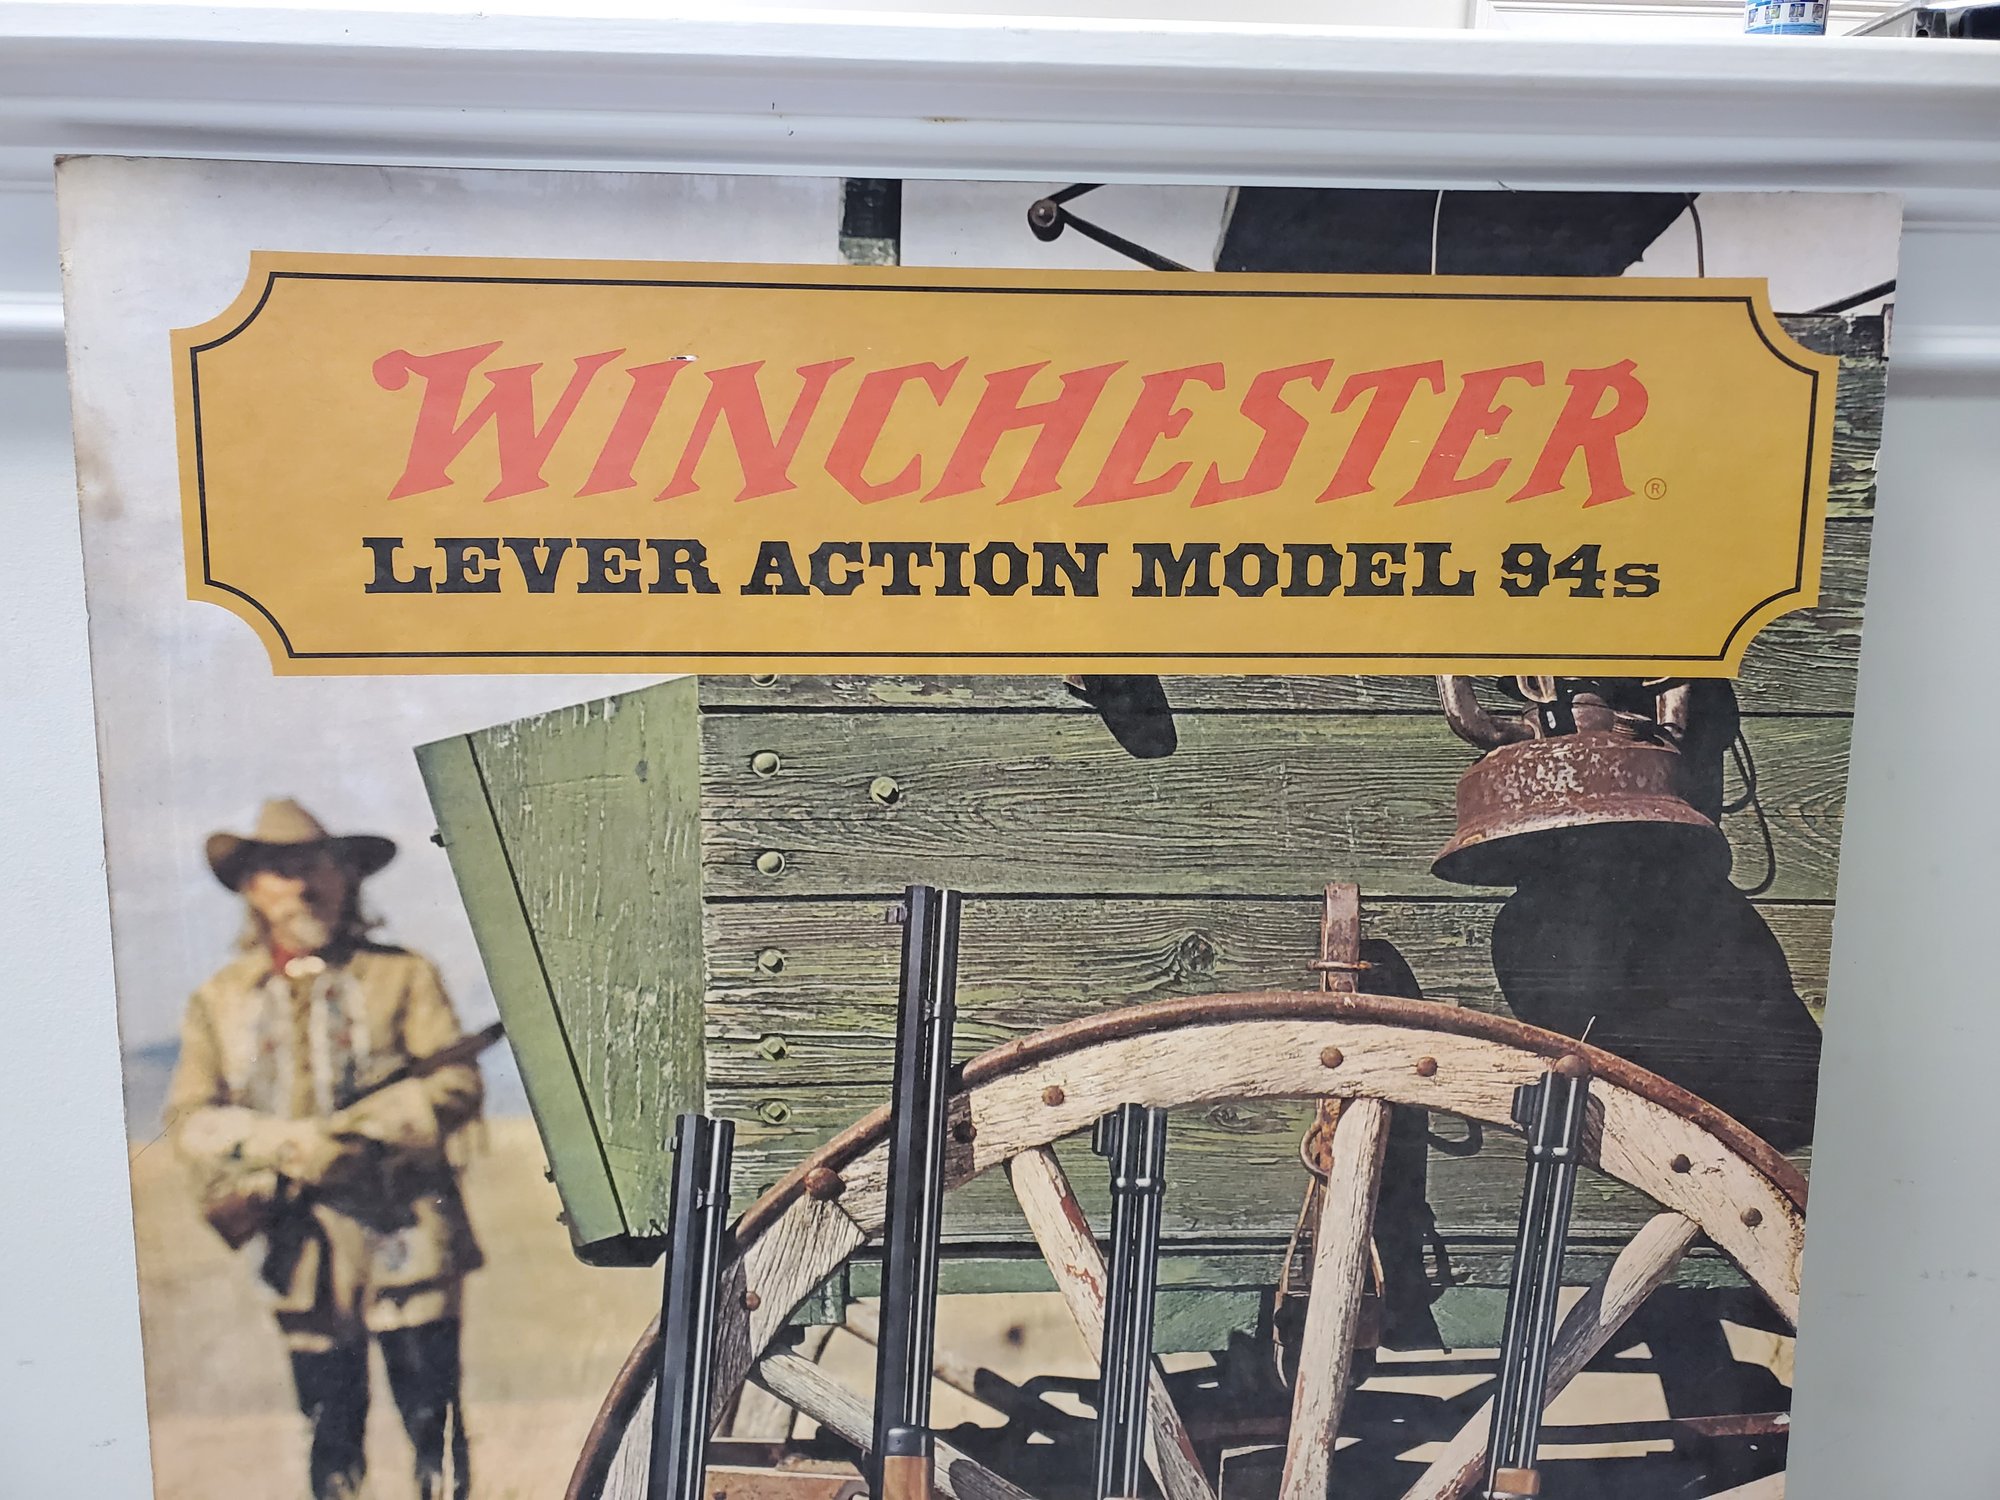 WINCHESTER®
LEVER ACTION MODEL 94s